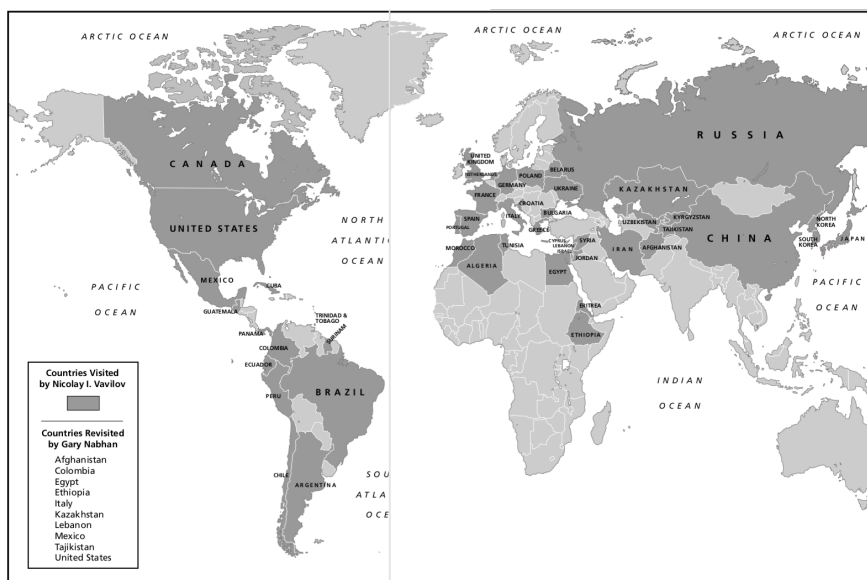 ARCTIC OCEAN
ARCTIC OCEAN
ARCTIC OCEAN
CANADA
UNITED STATES
NORTH
ATLANTIC
OCEAN
MEXICO
CUBA
PACIFIC
OCEAN
GUATEMALA
TRINIDAD &
TOBAGO
SURINAM
PANAMA
COLOMBIA
ECUADOR
PERU
BRAZIL
CHILE
ARGENTINA
SOU
ATLA
OCE
RUSSIA
UNITED
KINGDOM
NETHERLANDS
BELARUS
POLAND
GERMANY
UKRAINE
FRANCE
KAZAKHSTAN
CROATIA
BULGARIA
SPAIN
PORTUGAL
ITALY
GREECE
UZBEKISTAN
KYRGYZSTAN
TAJIKISTAN
NORTH
KOREA
SOUTH
KOREA
JAPAN
CHINA
MOROCCO
TUNISIA
CYPRUS
LEBANON
ISRAEL
SYRIA
JORDAN
IRAN
AFGHANISTAN
ALGERIA
EGYPT
ERITREA
ETHIOPIA
PACIFIC
OCEAN
INDIAN
OCEAN
Countries Visited
by Nicolay I. Vavilov
Countries Revisited
by Gary Nabhan
Afghanistan
Colombia
Egypt
Ethiopia
Italy
Kazakhstan
Lebanon
Mexico
Tajikistan
United States